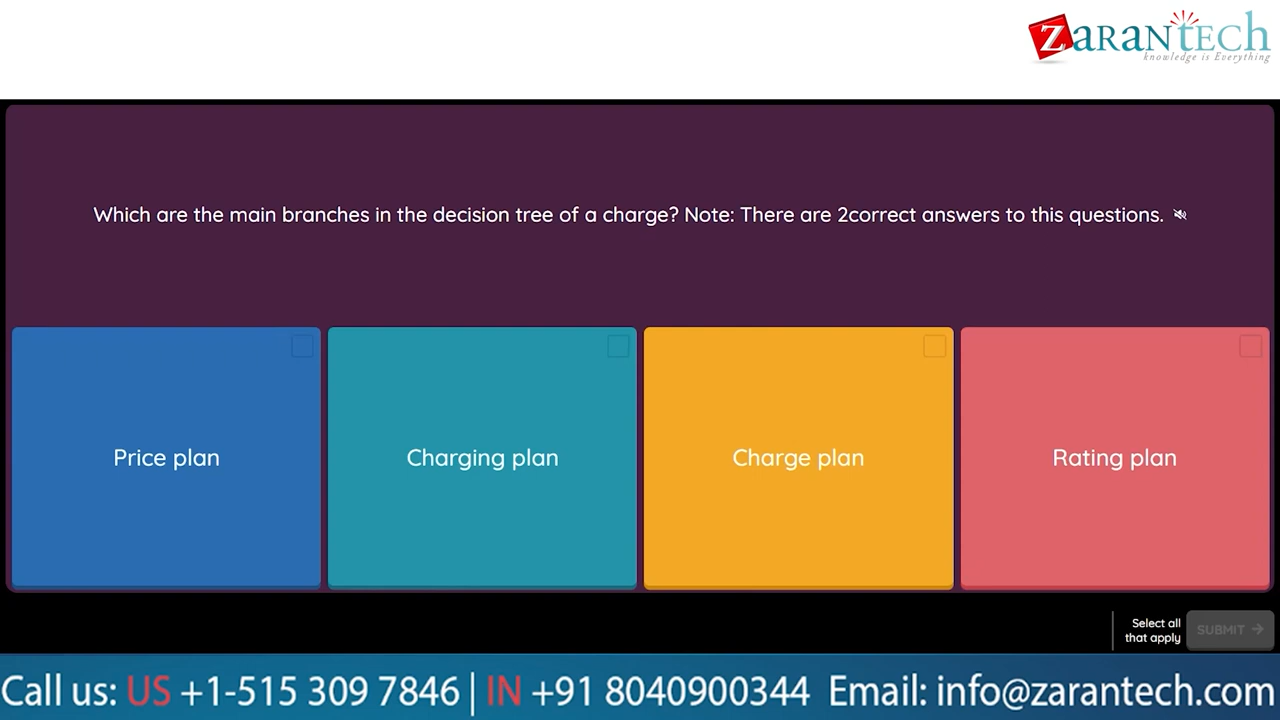 ZARANTECH
knowledge is Everything
Which are the main branches in the decision tree of a charge? Note: There are 2correct answers to this questions.
Price plan
Charging plan
Charge plan
Rating plan
Select all
that apply
SUBMIT →
Call us: US +1-515 309 7846 | IN +91 8040900344 Email: info@zarantech.com